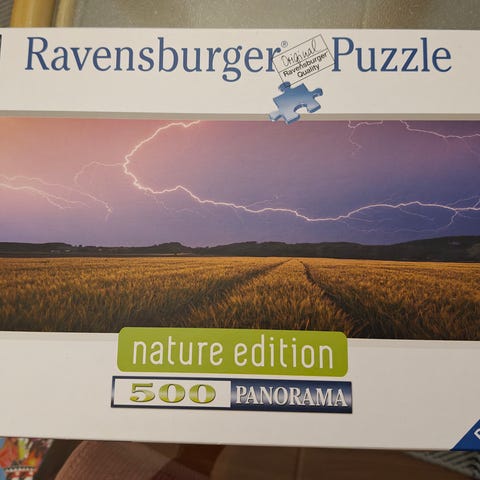 Ravensburger® Puzzle
Original
Ravensburger
Quality
nature edition
500 PANORAMA